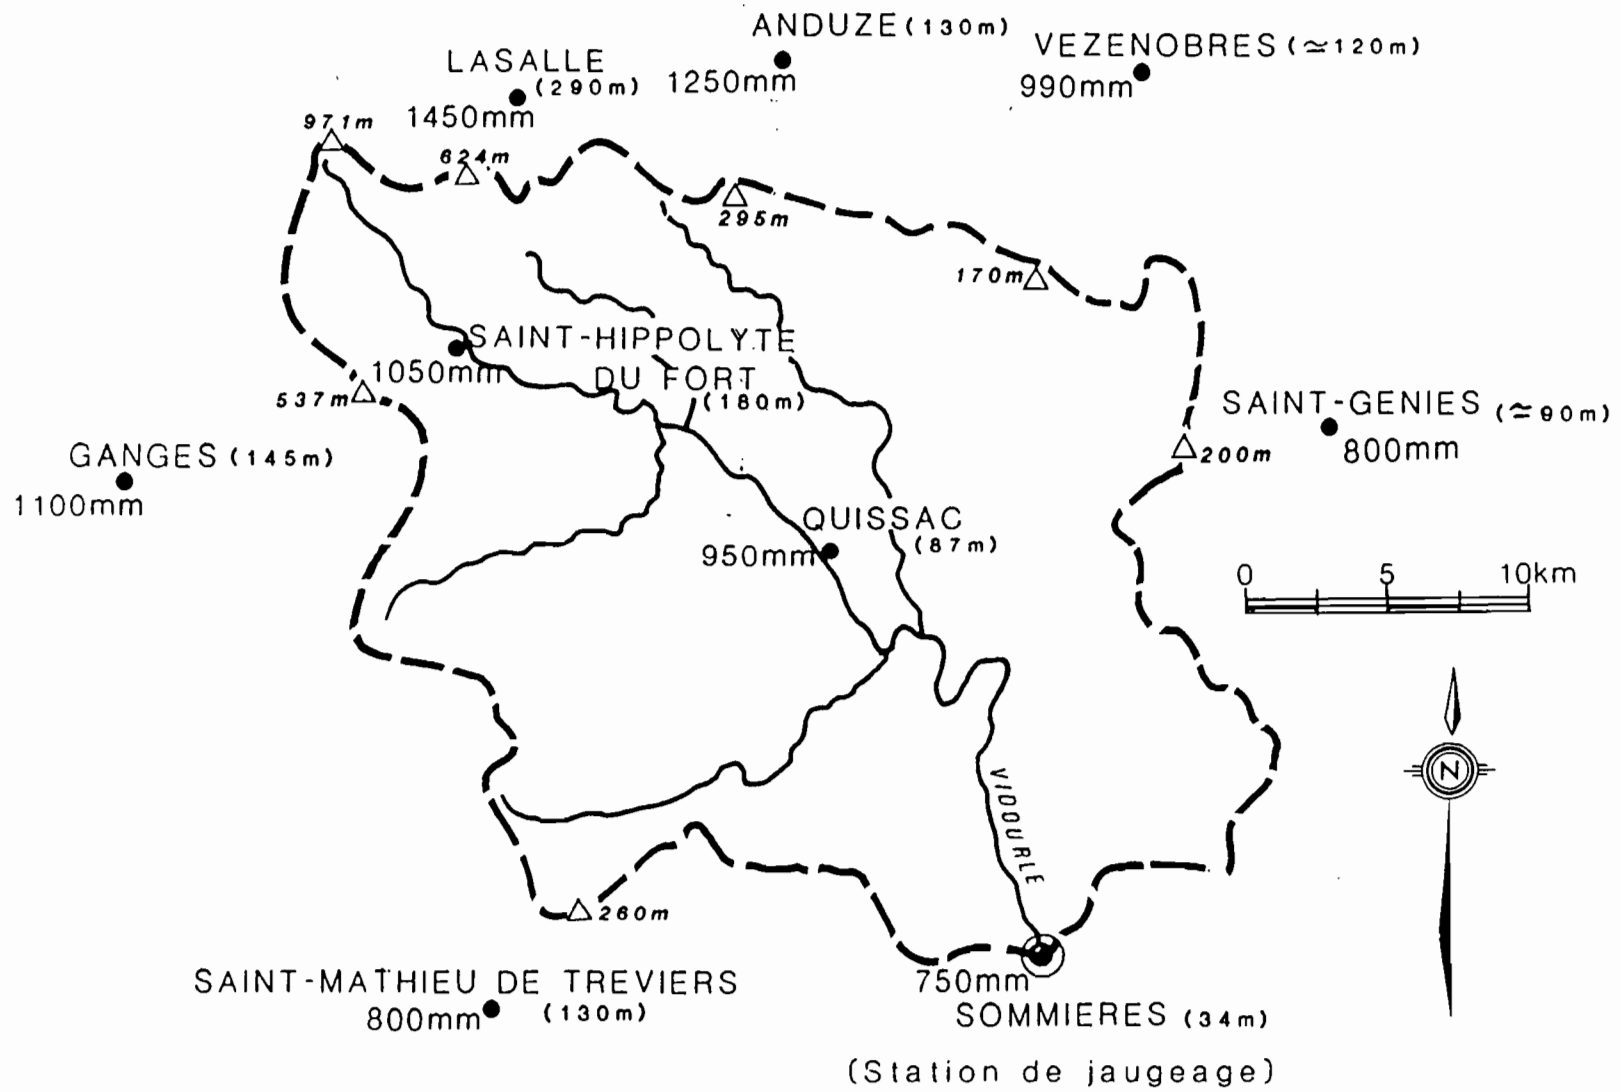 ANDUZE (130m)
VEZENOBRES (≃120m)
LASALLE
(290m)
1250mm
990mm
1450mm
971m
624m
295m
170m
SAINT-HIPPOLYTE
DU FORT
(180m)
1050mm
537m
SAINT-GENIES (≃90m)
800mm
200m
GANGES (145m)
1100mm
QUISSAC
(87m)
950mm
0 5 10km
N
VIDOURLE
260m
SAINT-MATHIEU DE TREVIERS
800mm (130m)
750mm
SOMMIERES (34m)
(Station de jaugeage)